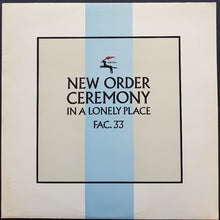 NEW ORDER
CEREMONY
IN A LONELY PLACE
FAC. 33